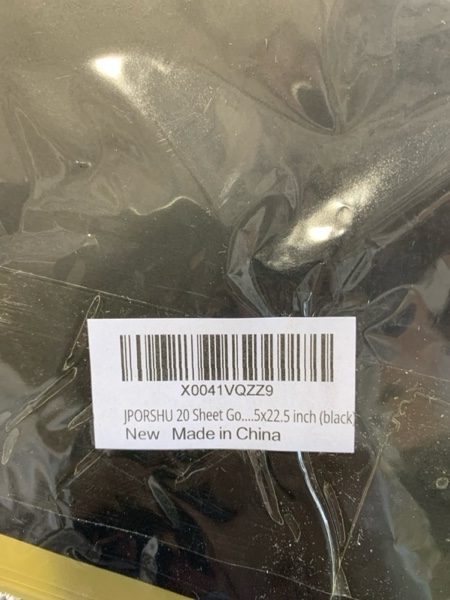 X0041VQZZ9
JPORSHU 20 Sheet Go....5x22.5 inch (black
New Made in China